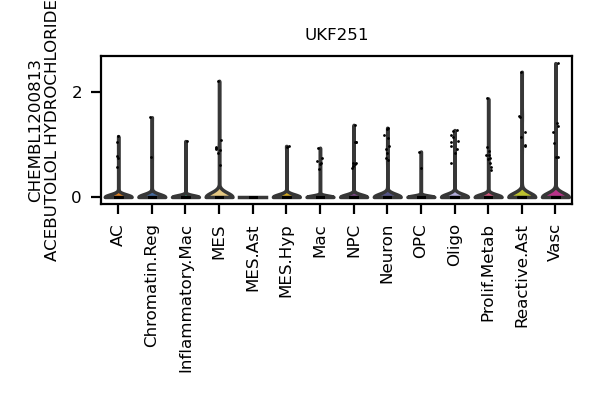 UKF251
CHEMBL1200813
ACEBUTOLOL HYDROCHLORIDE
2
0
AC
Chromatin.Reg
Inflammatory.Mac
MES
MES.Ast
MES.Hyp
Mac
NPC
Neuron
OPC
Oligo
Prolif.Metab
Reactive.Ast
Vasc